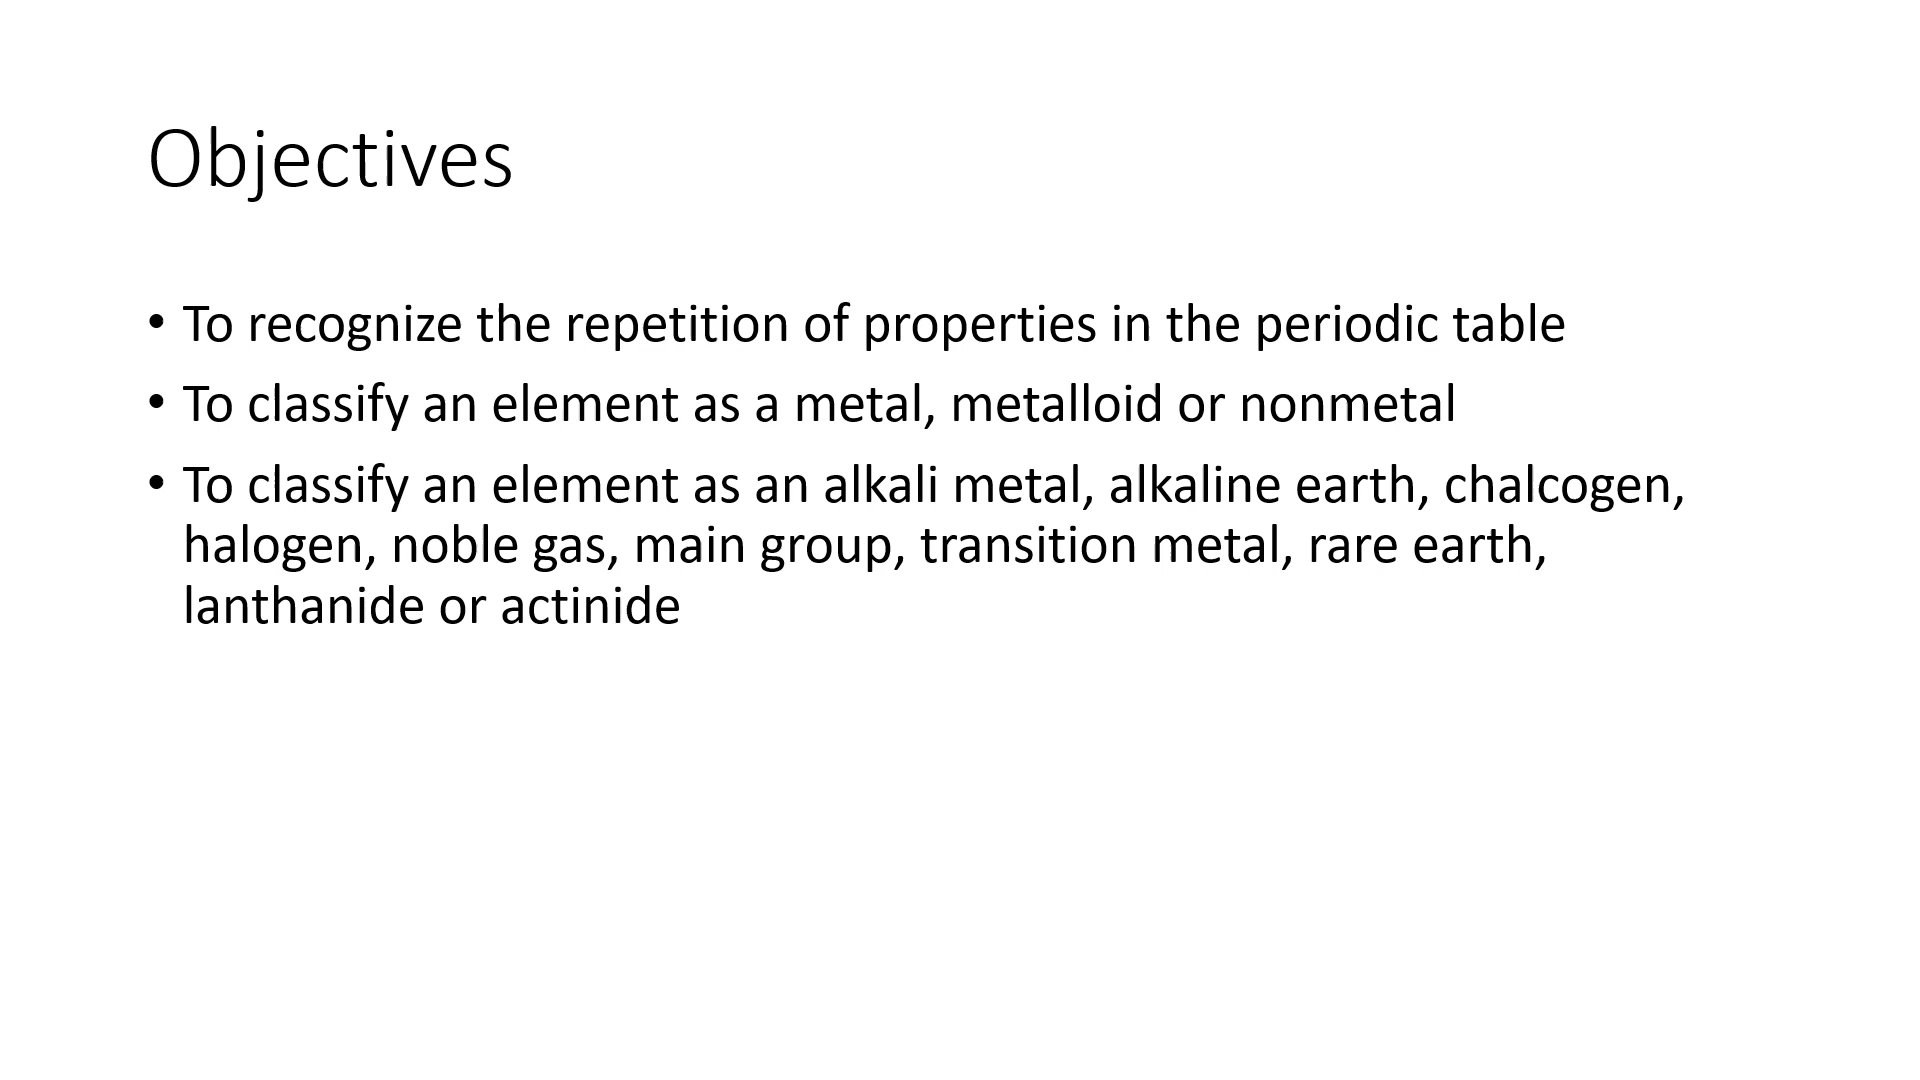 Objectives
• To recognize the repetition of properties in the periodic table
• To classify an element as a metal, metalloid or nonmetal
• To classify an element as an alkali metal, alkaline earth, chalcogen,
halogen, noble gas, main group, transition metal, rare earth,
lanthanide or actinide